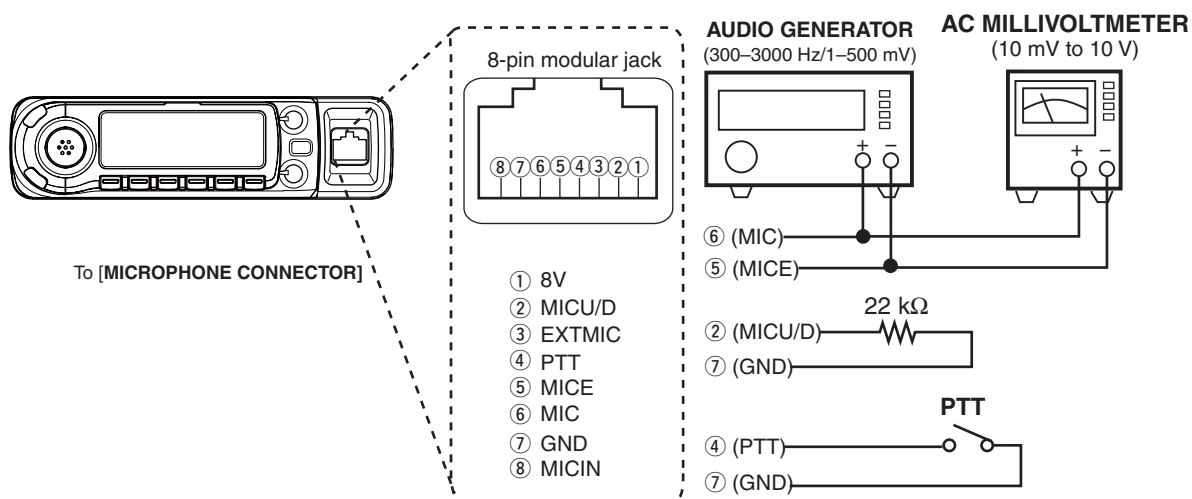 To [MICROPHONE CONNECTOR]
8-pin modular jack
⑧⑦⑥⑤④③②①
① 8V
② MICU/D
③ EXTMIC
④ PTT
⑤ MICE
⑥ MIC
⑦ GND
⑧ MICIN
AUDIO GENERATOR
(300–3000 Hz/1–500 mV)
+ −
AC MILLIVOLTMETER
(10 mV to 10 V)
+ −
⑥ (MIC)
⑤ (MICE)
22 kΩ
② (MICU/D)
⑦ (GND)
PTT
④ (PTT)
⑦ (GND)